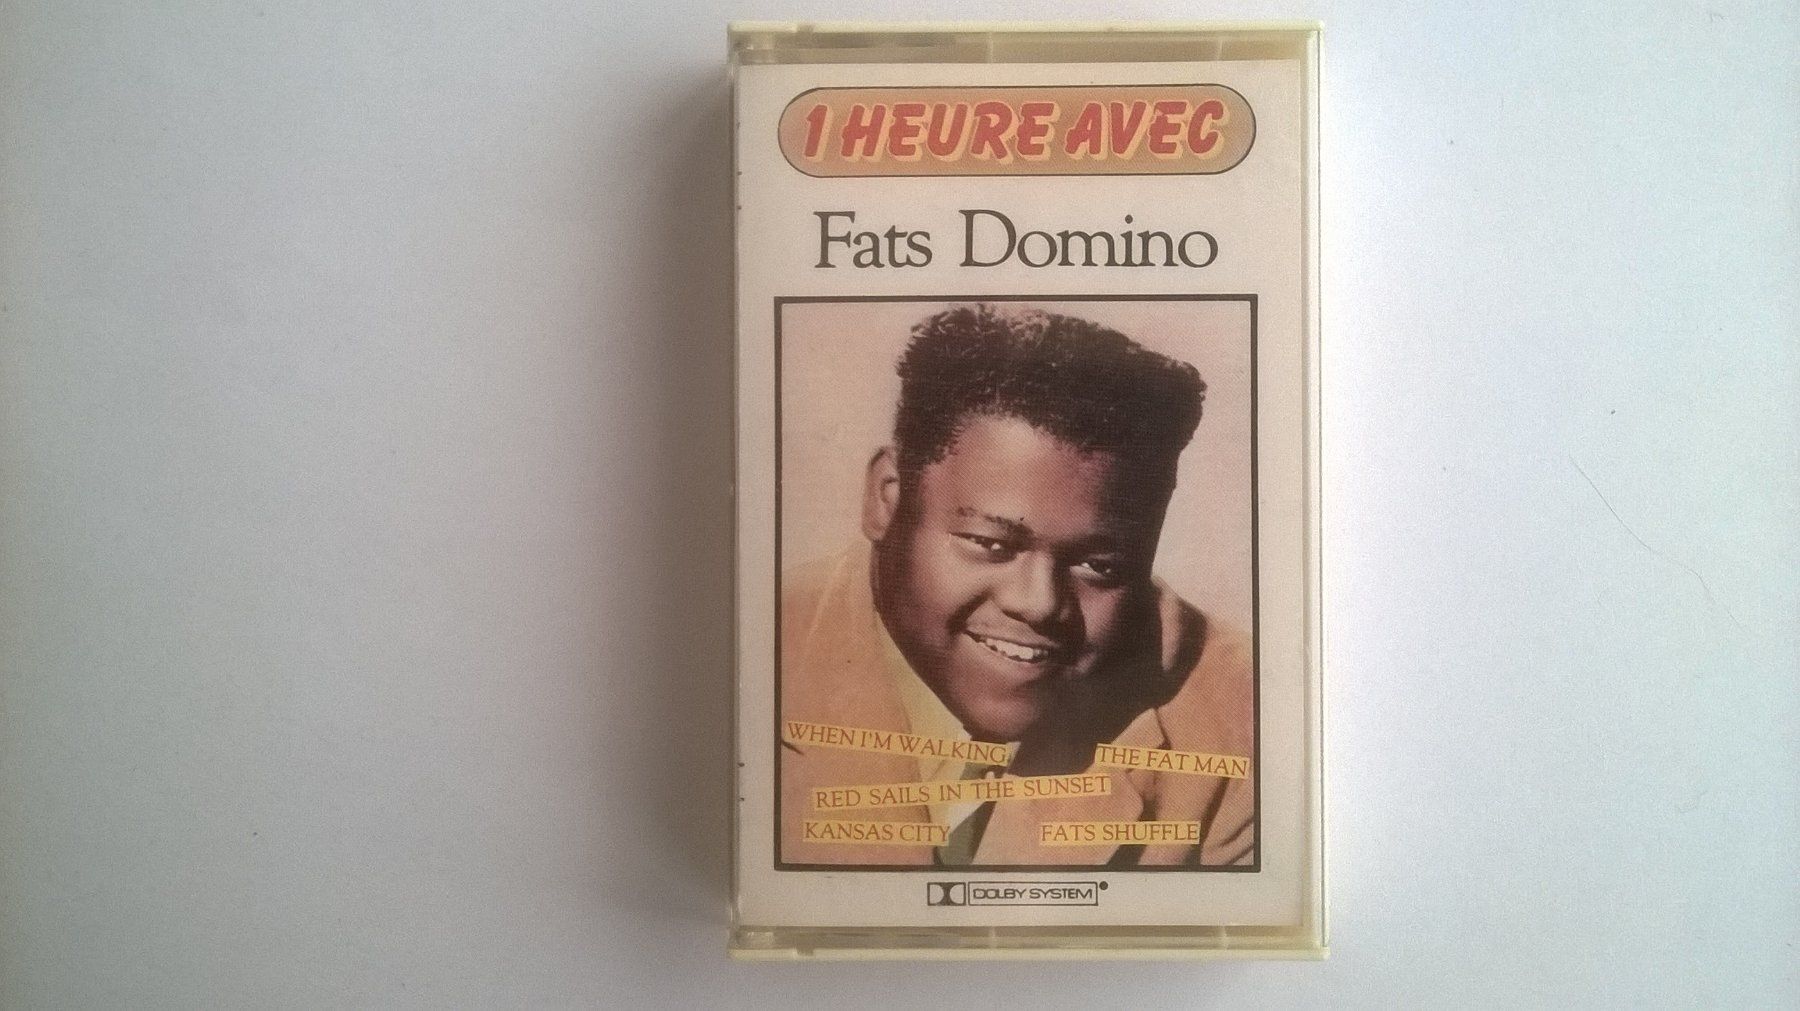 1 HEURE AVEC
Fats Domino
WHEN I'M WALKING
THE FAT MAN
RED SAILS IN THE SUNSET
KANSAS CITY
FATS SHUFFLE
DOLBY SYSTEM